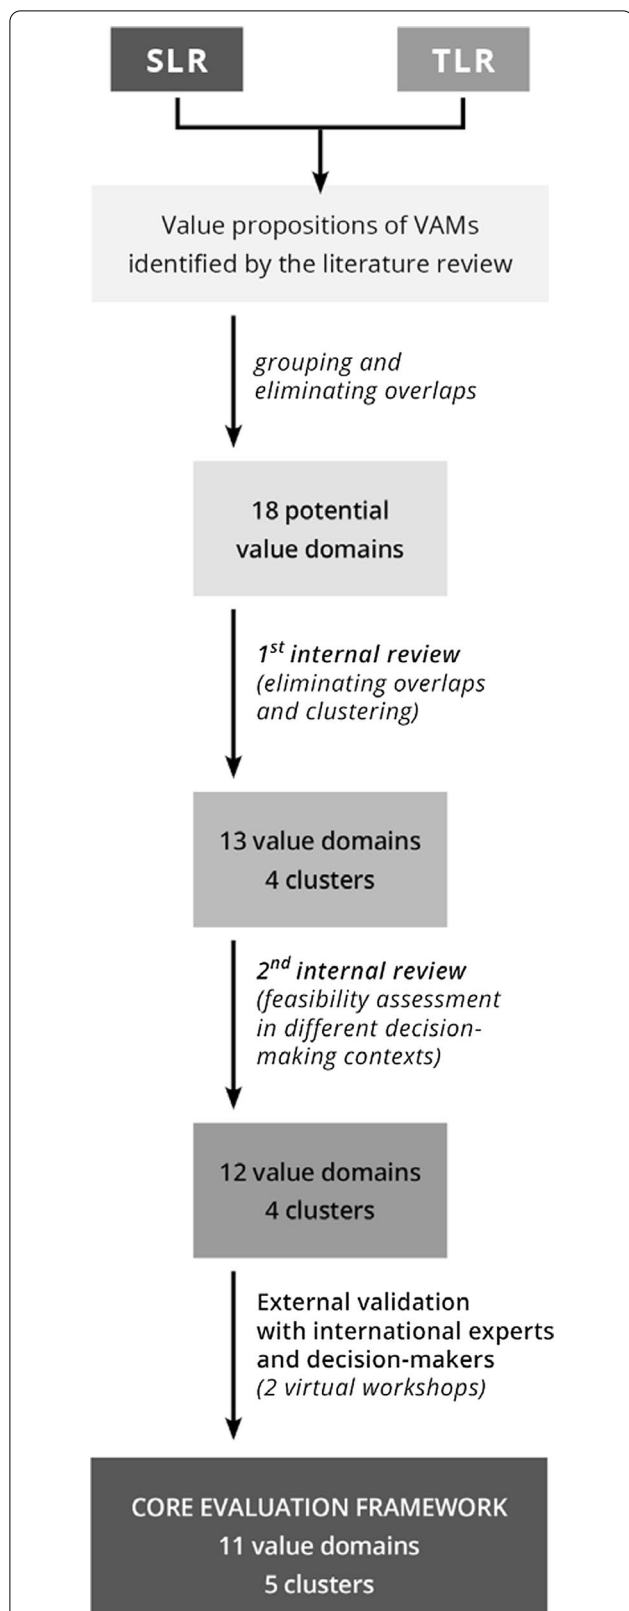 SLR
TLR
Value propositions of VAMs
identified by the literature review
grouping and
eliminating overlaps
18 potential
value domains
1st internal review
(eliminating overlaps
and clustering)
13 value domains
4 clusters
2nd internal review
(feasibility assessment
in different decision-
making contexts)
12 value domains
4 clusters
External validation
with international experts
and decision-makers
(2 virtual workshops)
CORE EVALUATION FRAMEWORK
11 value domains
5 clusters